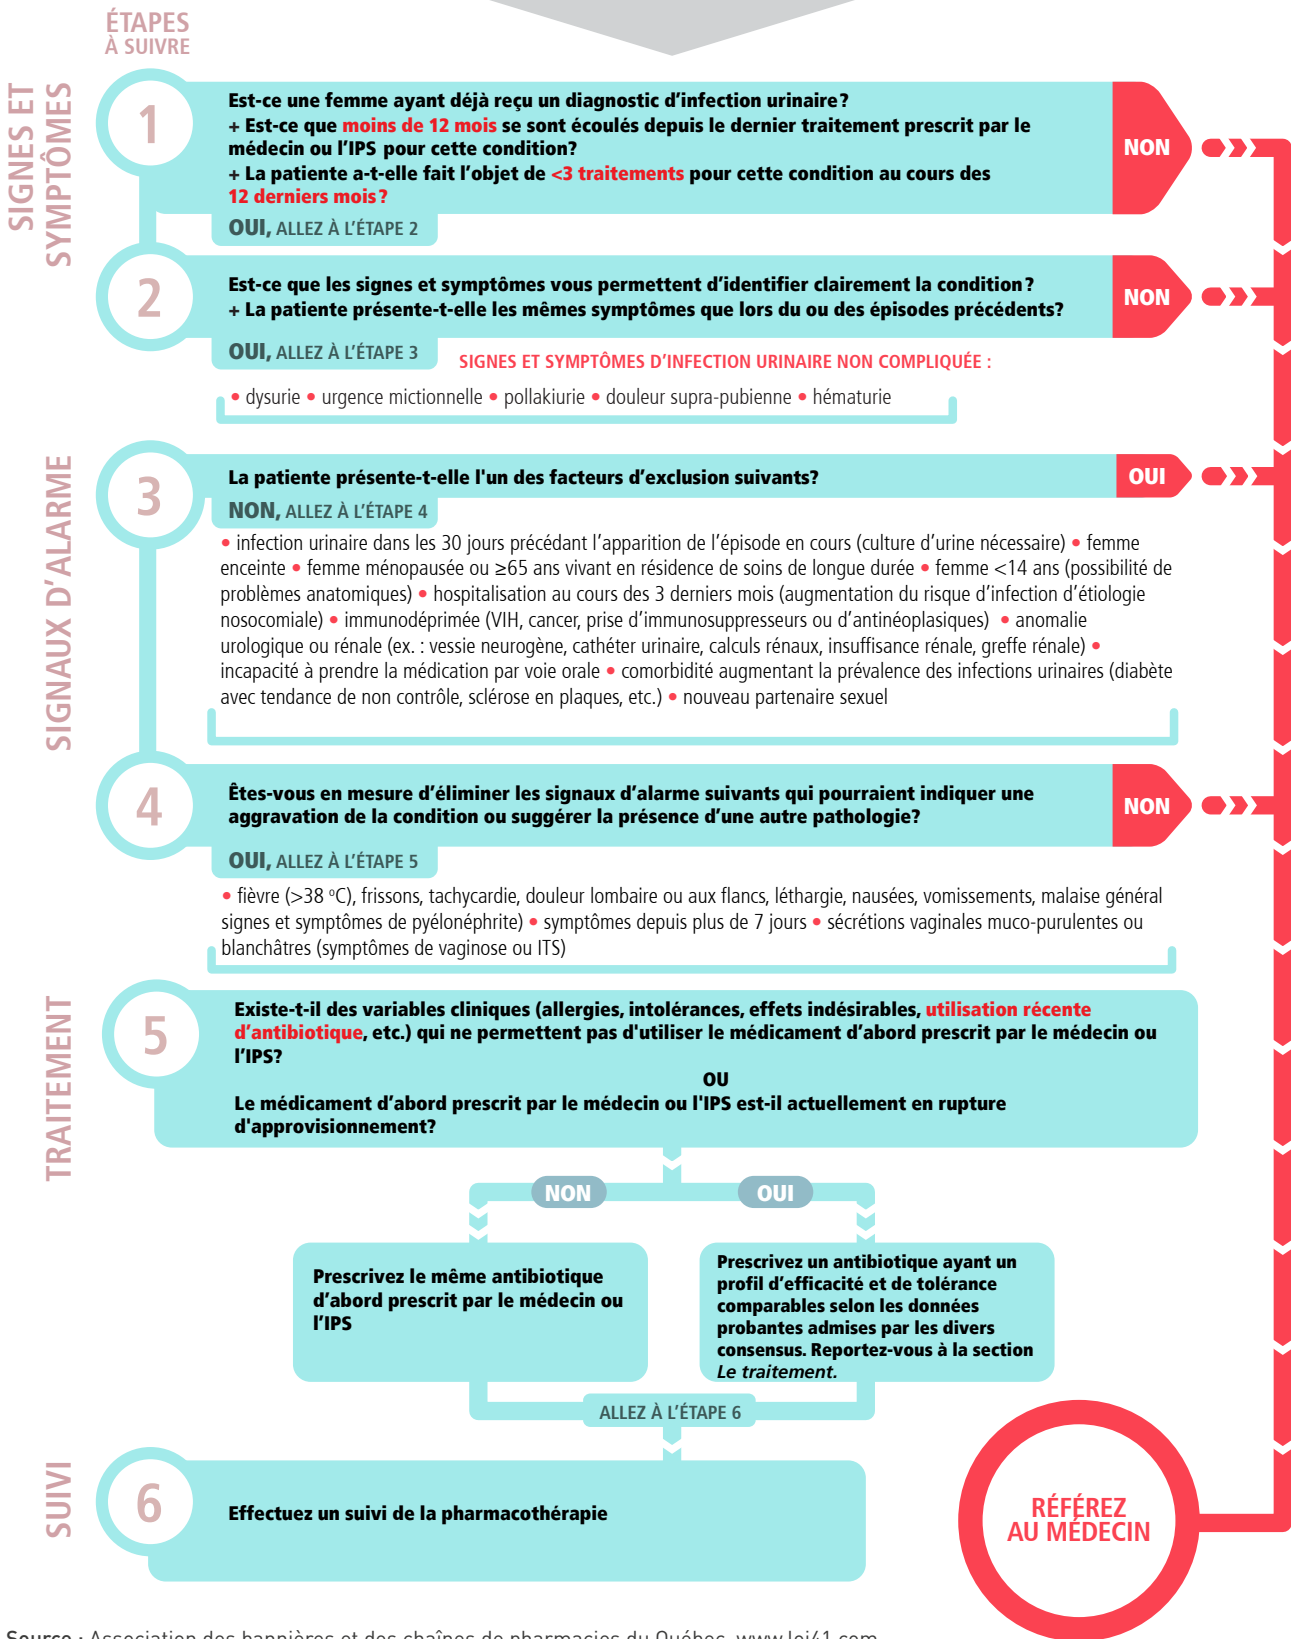 ÉTAPES
À SUIVRE
SIGNES ET
SYMPTÔMES
1
Est-ce une femme ayant déjà reçu un diagnostic d’infection urinaire?
+ Est-ce que moins de 12 mois se sont écoulés depuis le dernier traitement prescrit par le
médecin ou l’IPS pour cette condition?
+ La patiente a-t-elle fait l’objet de <3 traitements pour cette condition au cours des
12 derniers mois?
NON
OUI, ALLEZ À L’ÉTAPE 2
2
Est-ce que les signes et symptômes vous permettent d’identifier clairement la condition?
+ La patiente présente-t-elle les mêmes symptômes que lors du ou des épisodes précédents?
NON
OUI, ALLEZ À L’ÉTAPE 3
SIGNES ET SYMPTÔMES D’INFECTION URINAIRE NON COMPLIQUÉE :
• dysurie • urgence mictionnelle • pollakiurie • douleur supra-pubienne • hématurie
SIGNAUX D’ALARME
3
La patiente présente-t-elle l'un des facteurs d’exclusion suivants?
OUI
NON, ALLEZ À L’ÉTAPE 4
• infection urinaire dans les 30 jours précédant l’apparition de l’épisode en cours (culture d’urine nécessaire) • femme
enceinte • femme ménopausée ou ≥65 ans vivant en résidence de soins de longue durée • femme <14 ans (possibilité de
problèmes anatomiques) • hospitalisation au cours des 3 derniers mois (augmentation du risque d’infection d’étiologie
nosocomiale) • immunodéprimée (VIH, cancer, prise d’immunosuppresseurs ou d’antinéoplasiques) • anomalie
urologique ou rénale (ex. : vessie neurogène, cathéter urinaire, calculs rénaux, insuffisance rénale, greffe rénale) •
incapacité à prendre la médication par voie orale • comorbidité augmentant la prévalence des infections urinaires (diabète
avec tendance de non contrôle, sclérose en plaques, etc.) • nouveau partenaire sexuel
4
Êtes-vous en mesure d’éliminer les signaux d’alarme suivants qui pourraient indiquer une
aggravation de la condition ou suggérer la présence d’une autre pathologie?
NON
OUI, ALLEZ À L’ÉTAPE 5
• fièvre (>38 °C), frissons, tachycardie, douleur lombaire ou aux flancs, léthargie, nausées, vomissements, malaise général
signes et symptômes de pyélonéphrite) • symptômes depuis plus de 7 jours • sécrétions vaginales muco-purulentes ou
blanchâtres (symptômes de vaginose ou ITS)
TRAITEMENT
5
Existe-t-il des variables cliniques (allergies, intolérances, effets indésirables, utilisation récente
d’antibiotique, etc.) qui ne permettent pas d'utiliser le médicament d’abord prescrit par le médecin ou
l’IPS?
OU
Le médicament d’abord prescrit par le médecin ou l'IPS est-il actuellement en rupture
d'approvisionnement?
NON
OUI
Prescrivez le même antibiotique
d’abord prescrit par le médecin ou
l’IPS
Prescrivez un antibiotique ayant un
profil d’efficacité et de tolérance
comparables selon les données
probantes admises par les divers
consensus. Reportez-vous à la section
Le traitement.
ALLEZ À L’ÉTAPE 6
SUIVI
6
Effectuez un suivi de la pharmacothérapie
RÉFÉREZ
AU MÉDECIN
Source : Association des bannières et des chaînes de pharmacies du Québec, www.loi41.com